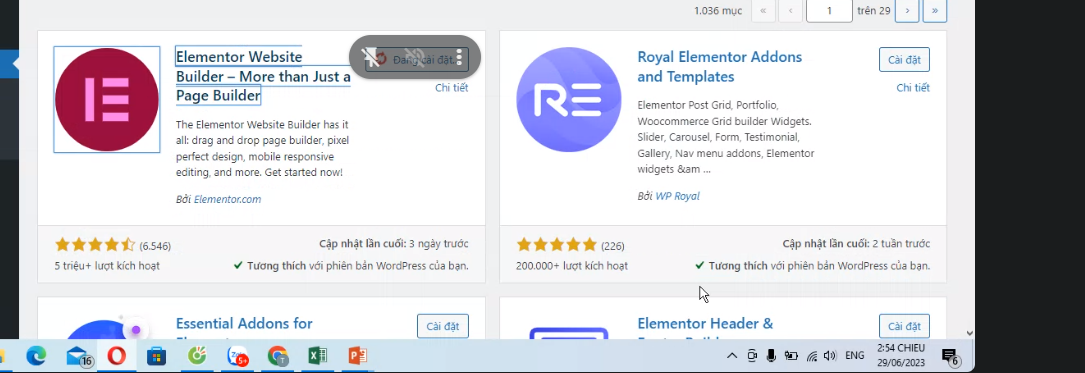 1.036 mục « ‹ 1 trên 29 › »
Elementor Website
Builder – More than Just a
Page Builder
Đang cài đặt.
Chi tiết
The Elementor Website Builder has it
all: drag and drop page builder, pixel
perfect design, mobile responsive
editing, and more. Get started now!
Bởi Elementor.com
(6.546)
Cập nhật lần cuối: 3 ngày trước
5 triệu+ lượt kích hoạt
Tương thích với phiên bản WordPress của bạn.
RE
Royal Elementor Addons
and Templates
Cài đặt
Chi tiết
Elementor Post Grid, Portfolio,
Woocommerce Grid builder Widgets.
Slider, Carousel, Form, Testimonial,
Gallery, Nav menu addons, Elementor
widgets &am ...
Bởi WP Royal
(226)
Cập nhật lần cuối: 2 tuần trước
200.000+ lượt kích hoạt
Tương thích với phiên bản WordPress của bạn.
Essential Addons for
Cài đặt
Elementor Header &
Cài đặt
16
5+
ENG
2:54 CHIEU
29/06/2023
6